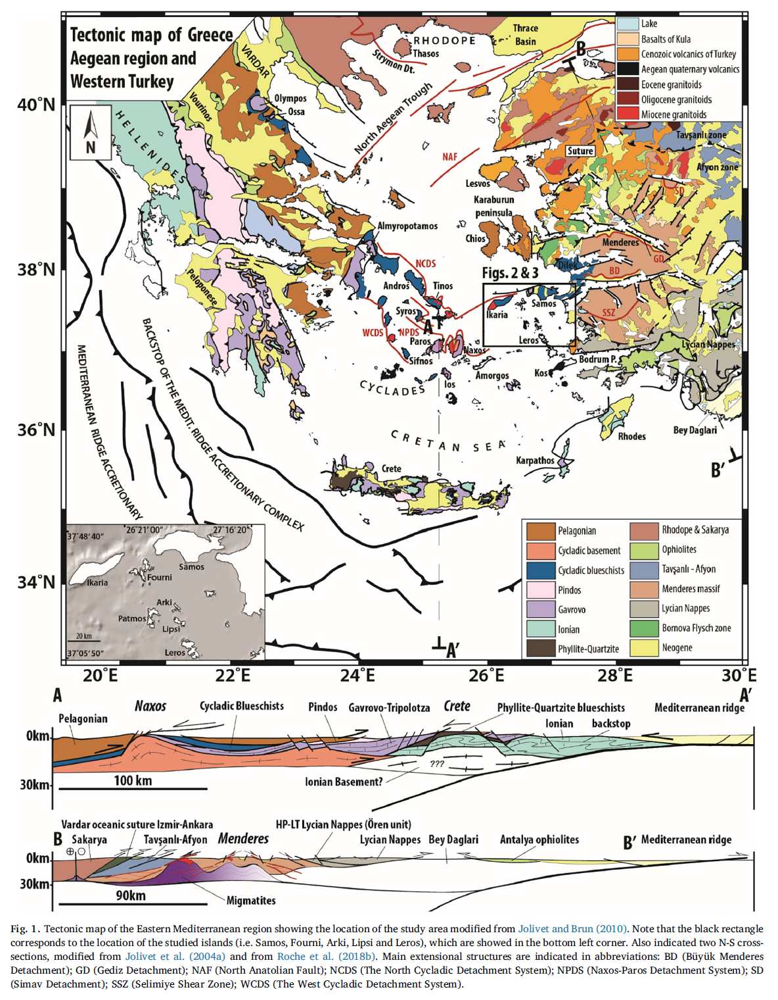 Tectonic map of Greece
Aegean region and
Western Turkey
N
40°N
38°N
36°N
34°N
20°E
22°E
24°E
26°E
28°E
30°E
Lake
Basalts of Kula
Cenozoic volcanics of Turkey
Aegean quaternary volcanics
Eocene granitoids
Oligocene granitoids
Miocene granitoids
VARDAR
RHODOPE
Thasos
Strymon Dt.
Thrace
Basin
B
Vourinos
Olympos
Ossa
HELLENIDES
North Aegean Trough
NAF
Suture
Tavşanlı zone
Afyon zone
SD
Lesvos
Karaburun
peninsula
Chios
Almyropotamos
NCDS
Menderes
GD
Dilek
BD
Figs. 2 & 3
Peloponese
Andros
Tinos
Samos
Ikaria
SSZ
Syros
A
WCDS
NPDS
Paros
Naxos
Leros
Lycian Nappes
Sifnos
Bodrum P.
Amorgos
Kos
Ios
CYCLADES
BACKSTOP OF THE MEDIT. RIDGE ACCRETIONARY COMPLEX
MEDITERRANEAN RIDGE ACCRETIONARY
CRETAN SEA
Rhodes
Bey Daglari
Karpathos
B'
Crete
A'
37°48'40"
26°21'00"
27°16'20"
Samos
Ikaria
Fourni
Arki
Patmos
Lipsi
20 km
Leros
37°05'50"
Pelagonian
Cycladic basement
Cycladic blueschists
Pindos
Gavrovo
Ionian
Phyllite-Quartzite
Rhodope & Sakarya
Ophiolites
Tavşanlı - Afyon
Menderes massif
Lycian Nappes
Bornova Flysch zone
Neogene
A
A'
Pelagonian
Naxos
Cycladic Blueschists
Pindos
Gavrovo-Tripolotza
Crete
Phyllite-Quartzite blueschists
Ionian
backstop
Mediterranean ridge
0km
30km
100 km
???
Ionian Basement?
B
B'
Vardar oceanic suture Izmir-Ankara
Sakarya
Tavşanlı-Afyon
Menderes
HP-LT Lycian Nappes (Ören unit)
Lycian Nappes
Bey Daglari
Antalya ophiolites
Mediterranean ridge
0km
30km
90km
Migmatites
Fig. 1. Tectonic map of the Eastern Mediterranean region showing the location of the study area modified from Jolivet and Brun (2010). Note that the black rectangle
corresponds to the location of the studied islands (i.e. Samos, Fourni, Arki, Lipsi and Leros), which are showed in the bottom left corner. Also indicated two N-S cross-
sections, modified from Jolivet et al. (2004a) and from Roche et al. (2018b). Main extensional structures are indicated in abbreviations: BD (Büyük Menderes
Detachment); GD (Gediz Detachment); NAF (North Anatolian Fault); NCDS (The North Cycladic Detachment System); NPDS (Naxos-Paros Detachment System); SD
(Simav Detachment); SSZ (Selimiye Shear Zone); WCDS (The West Cycladic Detachment System).